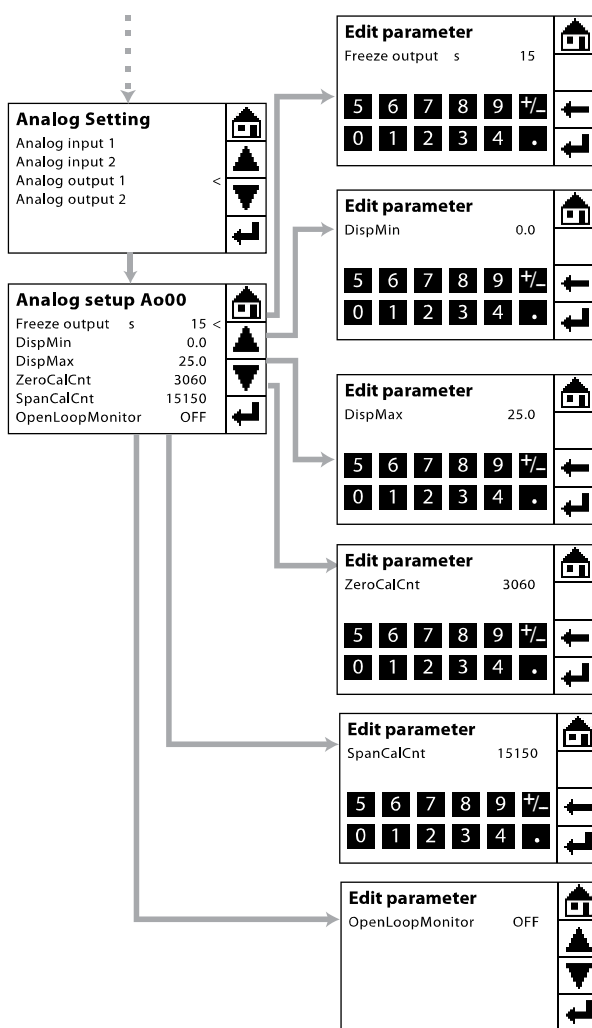 Analog Setting
Analog input 1
Analog input 2
Analog output 1 <
Analog output 2
Analog setup Ao00
Freeze output s 15 <
DispMin 0.0
DispMax 25.0
ZeroCalCnt 3060
SpanCalCnt 15150
OpenLoopMonitor OFF
Edit parameter
Freeze output s 15
5 6 7 8 9 +/-
0 1 2 3 4 .
Edit parameter
DispMin 0.0
5 6 7 8 9 +/-
0 1 2 3 4 .
Edit parameter
DispMax 25.0
5 6 7 8 9 +/-
0 1 2 3 4 .
Edit parameter
ZeroCalCnt 3060
5 6 7 8 9 +/-
0 1 2 3 4 .
Edit parameter
SpanCalCnt 15150
5 6 7 8 9 +/-
0 1 2 3 4 .
Edit parameter
OpenLoopMonitor OFF